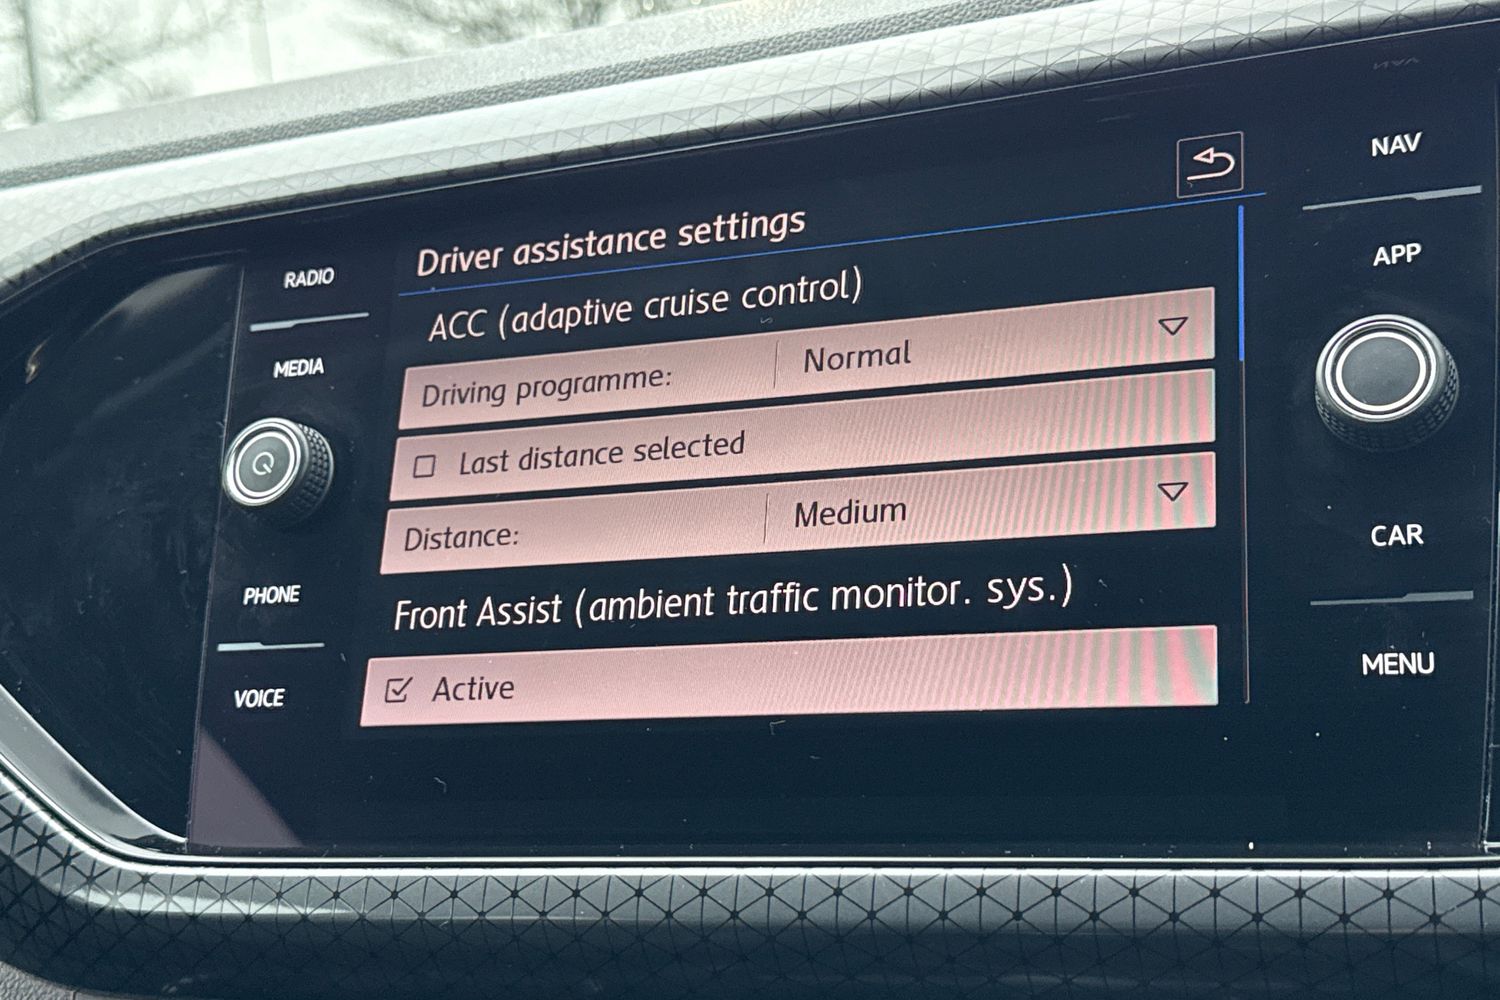 NAV
Driver assistance settings
RADIO
APP
ACC (adaptive cruise control)
MEDIA
Driving programme: Normal
Last distance selected
Distance: Medium
CAR
PHONE
Front Assist (ambient traffic monitor. sys.)
MENU
VOICE
Active